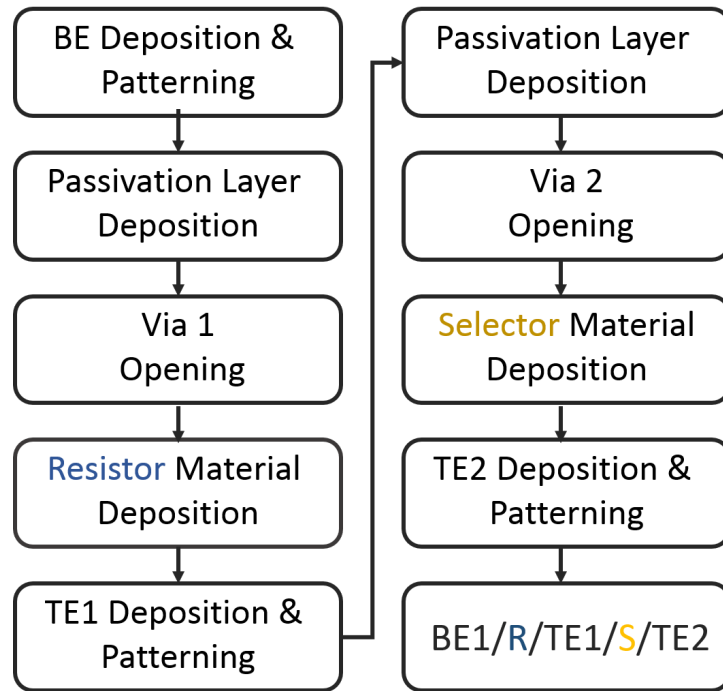 BE Deposition &
Patterning
Passivation Layer
Deposition
Via 1
Opening
Resistor Material
Deposition
TE1 Deposition &
Patterning
Passivation Layer
Deposition
Via 2
Opening
Selector Material
Deposition
TE2 Deposition &
Patterning
BE1/R/TE1/S/TE2